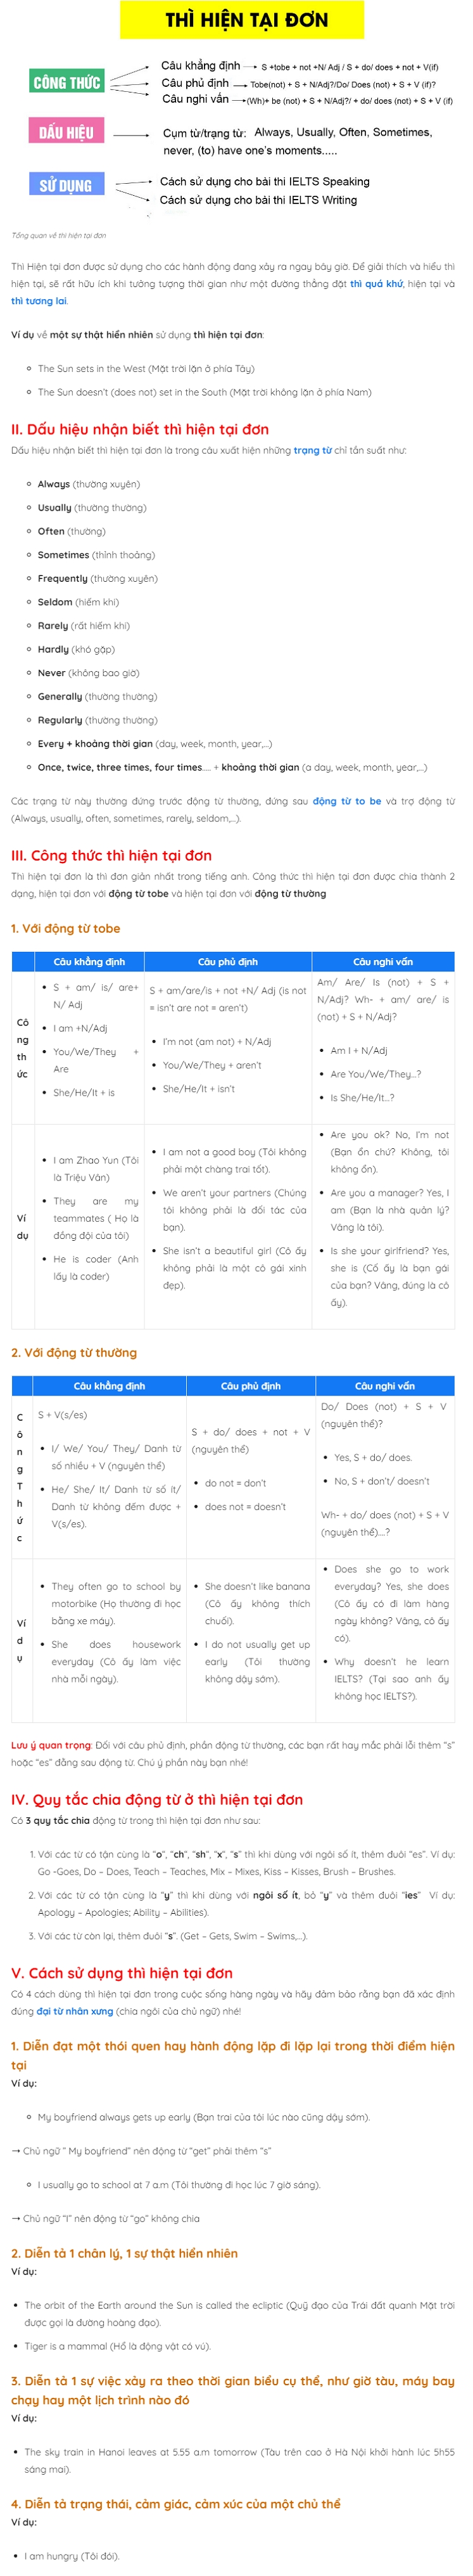 THÌ HIỆN TẠI ĐƠN
CÔNG THỨC
Câu khẳng định
S +tobe + not +N/ Adj / S + do/ does + not + V(if)
Câu phủ định
Tobe(not) + S + N/Adj?/Do/ Does (not) + S + V (if)?
Câu nghi vấn
(Wh)+ be (not) + S + N/Adj?/ + do/ does (not) + S + V (if)
DẤU HIỆU
Cụm từ/trạng từ: Always, Usually, Often, Sometimes,
never, (to) have one's moments.....
SỬ DỤNG
Cách sử dụng cho bài thi IELTS Speaking
Cách sử dụng cho bài thi IELTS Writing
Tổng quan về thì hiện tại đơn
Thì Hiện tại đơn được sử dụng cho các hành động đang xảy ra ngay bây giờ. Để giải thích và hiểu thì
hiện tại, sẽ rất hữu ích khi tưởng tượng thời gian như một đường thẳng đặt thì quá khứ, hiện tại và
thì tương lai.
Ví dụ về một sự thật hiển nhiên sử dụng thì hiện tại đơn:
The Sun sets in the West (Mặt trời lặn ở phía Tây)
The Sun doesn't (does not) set in the South (Mặt trời không lặn ở phía Nam)
II. Dấu hiệu nhận biết thì hiện tại đơn
Dấu hiệu nhận biết thì hiện tại đơn là trong câu xuất hiện những trạng từ chỉ tần suất như:
Always (thường xuyên)
Usually (thường thường)
Often (thường)
Sometimes (thỉnh thoảng)
Frequently (thường xuyên)
Seldom (hiếm khi)
Rarely (rất hiếm khi)
Hardly (khó gặp)
Never (không bao giờ)
Generally (thường thường)
Regularly (thường thường)
Every + khoảng thời gian (day, week, month, year,...)
Once, twice, three times, four times..... + khoảng thời gian (a day, week, month, year,...)
Các trạng từ này thường đứng trước động từ thường, đứng sau động từ to be và trợ động từ
(Always, usually, often, sometimes, rarely, seldom,...).
III. Công thức thì hiện tại đơn
Thì hiện tại đơn là thì đơn giản nhất trong tiếng anh. Công thức thì hiện tại đơn được chia thành 2
dạng, hiện tại đơn với động từ tobe và hiện tại đơn với động từ thường
1. Với động từ tobe
Câu khẳng định
Câu phủ định
Câu nghi vấn
Cô
ng
th
ức
S + am/ is/ are+
N/ Adj
I am +N/Adj
You/We/They +
Are
She/He/It + is
S + am/are/is + not +N/ Adj (is not
= isn't are not = aren't)
I'm not (am not) + N/Adj
You/We/They + aren't
She/He/It + isn't
Am/ Are/ Is (not) + S +
N/Adj? Wh- + am/ are/ is
(not) + S + N/Adj?
Am I + N/Adj
Are You/We/They...?
Is She/He/It...?
Ví
dụ
I am Zhao Yun (Tôi
là Triệu Vân)
They are my
teammates ( Họ là
đồng đội của tôi)
He is coder (Anh
lấy là coder)
I am not a good boy (Tôi không
phải một chàng trai tốt).
We aren't your partners (Chúng
tôi không phải là đối tác của
bạn).
She isn't a beautiful girl (Cô ấy
không phải là một cô gái xinh
đẹp).
Are you ok? No, I'm not
(Bạn ổn chứ? Không, tôi
không ổn).
Are you a manager? Yes, I
am (Bạn là nhà quản lý?
Vâng là tôi).
Is she your girlfriend? Yes,
she is (Cố ấy là bạn gái
của bạn? Vâng, đúng là cô
ấy).
2. Với động từ thường
Câu khẳng định
Câu phủ định
Câu nghi vấn
C
ô
n
g
T
h
ứ
c
S + V(s/es)
I/ We/ You/ They/ Danh từ
số nhiều + V (nguyên thể)
He/ She/ It/ Danh từ số ít/
Danh từ không đếm được +
V(s/es).
S + do/ does + not + V
(nguyên thể)
do not = don't
does not = doesn't
Do/ Does (not) + S + V
(nguyên thể)?
Yes, S + do/ does.
No, S + don't/ doesn't
Wh- + do/ does (not) + S + V
(nguyên thể)....?
Ví
d
ụ
They often go to school by
motorbike (Họ thường đi học
bằng xe máy).
She does housework
everyday (Cô ấy làm việc
nhà mỗi ngày).
She doesn't like banana
(Cô ấy không thích
chuối).
I do not usually get up
early (Tôi thường
không dậy sớm).
Does she go to work
everyday? Yes, she does
(Cô ấy có đi làm hàng
ngày không? Vâng, cô ấy
có).
Why doesn't he learn
IELTS? (Tại sao anh ấy
không học IELTS?).
Lưu ý quan trọng: Đối với câu phủ định, phần động từ thường, các bạn rất hay mắc phải lỗi thêm "s"
hoặc "es" đằng sau động từ. Chú ý phần này bạn nhé!
IV. Quy tắc chia động từ ở thì hiện tại đơn
Có 3 quy tắc chia động từ trong thì hiện tại đơn như sau:
1. Với các từ có tận cùng là "o", "ch", "sh", "x", "s" thì khi dùng với ngôi số ít, thêm đuôi "es". Ví dụ:
Go -Goes, Do – Does, Teach – Teaches, Mix – Mixes, Kiss – Kisses, Brush – Brushes.
2. Với các từ có tận cùng là "y" thì khi dùng với ngôi số ít, bỏ "y" và thêm đuôi "ies" Ví dụ:
Apology – Apologies; Ability – Abilities).
3. Với các từ còn lại, thêm đuôi "s". (Get – Gets, Swim – Swims,...).
V. Cách sử dụng thì hiện tại đơn
Có 4 cách dùng thì hiện tại đơn trong cuộc sống hàng ngày và hãy đảm bảo rằng bạn đã xác định
đúng đại từ nhân xưng (chia ngôi của chủ ngữ) nhé!
1. Diễn đạt một thói quen hay hành động lặp đi lặp lại trong thời điểm hiện
tại
Ví dụ:
My boyfriend always gets up early (Bạn trai của tôi lúc nào cũng dậy sớm).
→ Chủ ngữ " My boyfriend" nên động từ "get" phải thêm "s"
I usually go to school at 7 a.m (Tôi thường đi học lúc 7 giờ sáng).
→ Chủ ngữ "I" nên động từ "go" không chia
2. Diễn tả 1 chân lý, 1 sự thật hiển nhiên
Ví dụ:
The orbit of the Earth around the Sun is called the ecliptic (Quỹ đạo của Trái đất quanh Mặt trời
được gọi là đường hoàng đạo).
Tiger is a mammal (Hổ là động vật có vú).
3. Diễn tả 1 sự việc xảy ra theo thời gian biểu cụ thể, như giờ tàu, máy bay
chạy hay một lịch trình nào đó
Ví dụ:
The sky train in Hanoi leaves at 5.55 a.m tomorrow (Tàu trên cao ở Hà Nội khởi hành lúc 5h55
sáng mai).
4. Diễn tả trạng thái, cảm giác, cảm xúc của một chủ thể
Ví dụ:
I am hungry (Tôi đói).